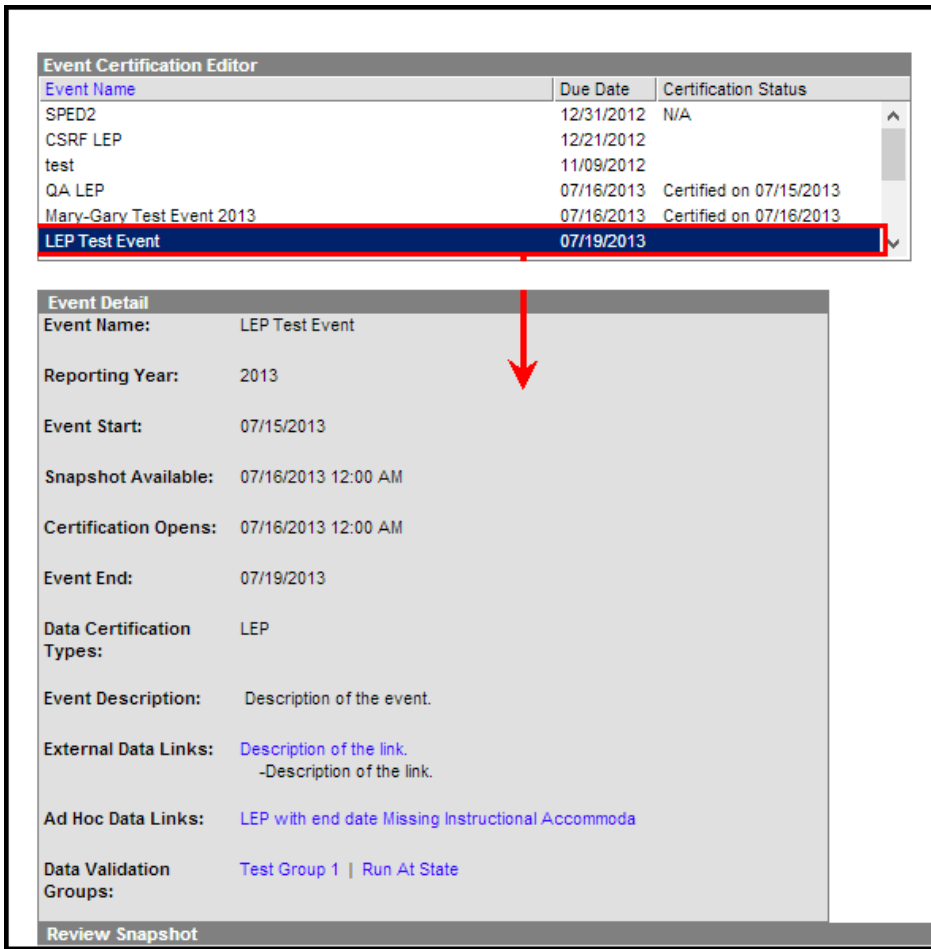 Event Certification Editor
Event Name Due Date Certification Status
SPED2 12/31/2012 N/A
CSRF LEP 12/21/2012
test 11/09/2012
QA LEP 07/16/2013 Certified on 07/15/2013
Mary-Gary Test Event 2013 07/16/2013 Certified on 07/16/2013
LEP Test Event 07/19/2013
Event Detail
Event Name: LEP Test Event
Reporting Year: 2013
Event Start: 07/15/2013
Snapshot Available: 07/16/2013 12:00 AM
Certification Opens: 07/16/2013 12:00 AM
Event End: 07/19/2013
Data Certification LEP
Types:
Event Description: Description of the event.
External Data Links: Description of the link.
-Description of the link.
Ad Hoc Data Links: LEP with end date Missing Instructional Accommoda
Data Validation Test Group 1 | Run At State
Groups:
Review Snapshot